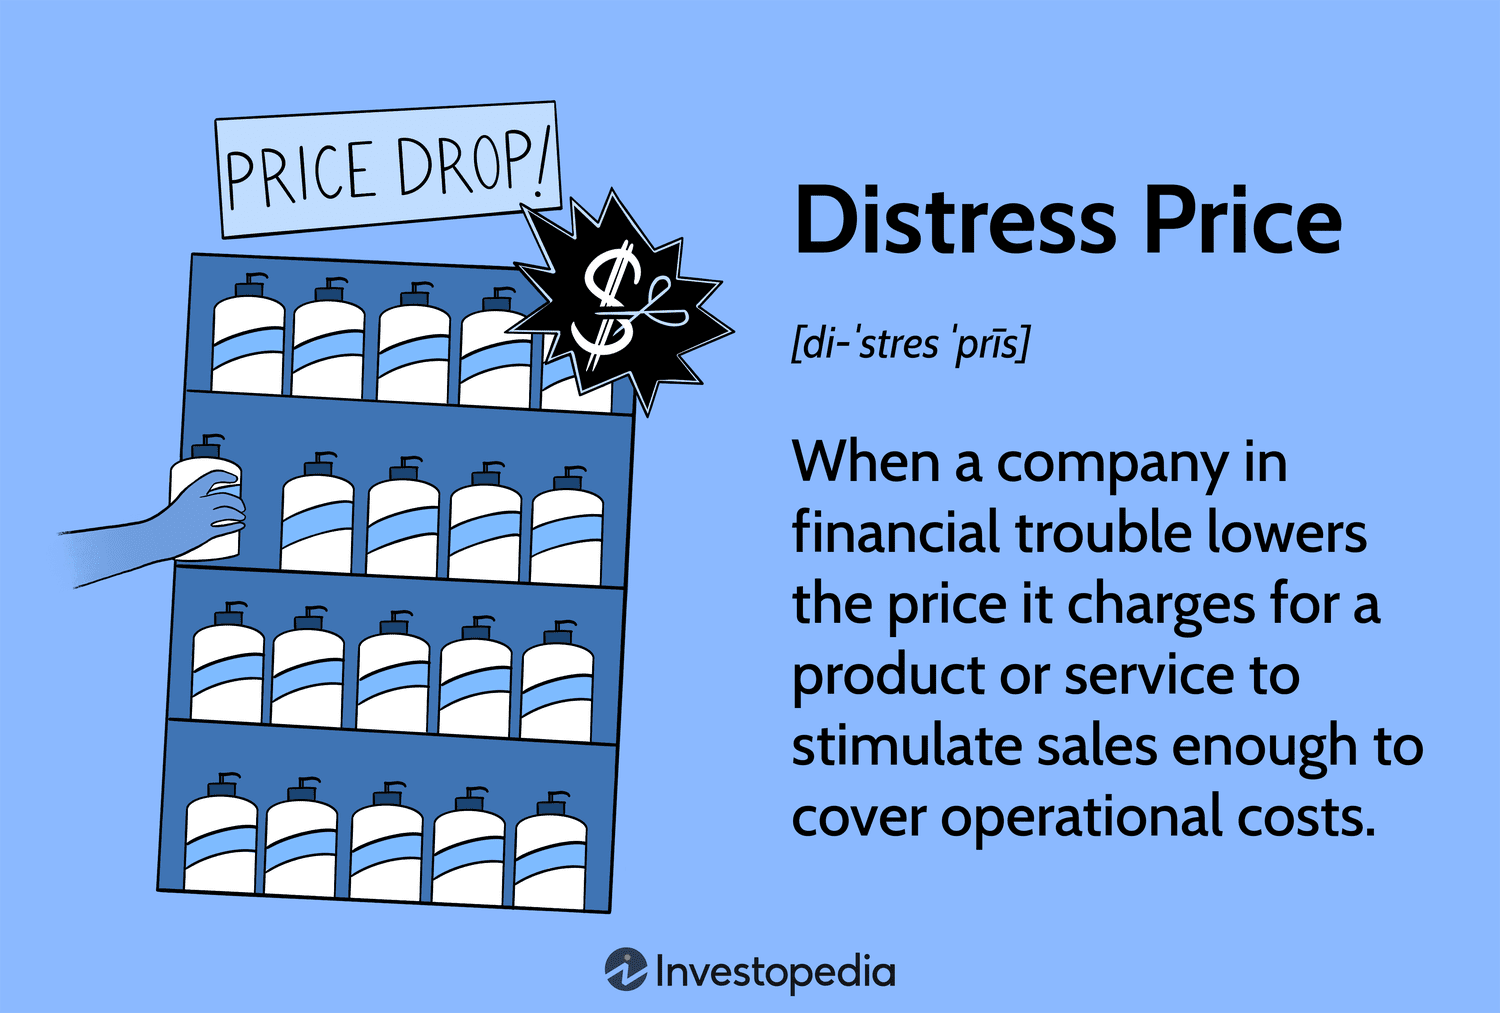 PRICE DROP!
$
Distress Price
[di-ˈstres ˈprīs]
When a company in
financial trouble lowers
the price it charges for a
product or service to
stimulate sales enough to
cover operational costs.
Investopedia